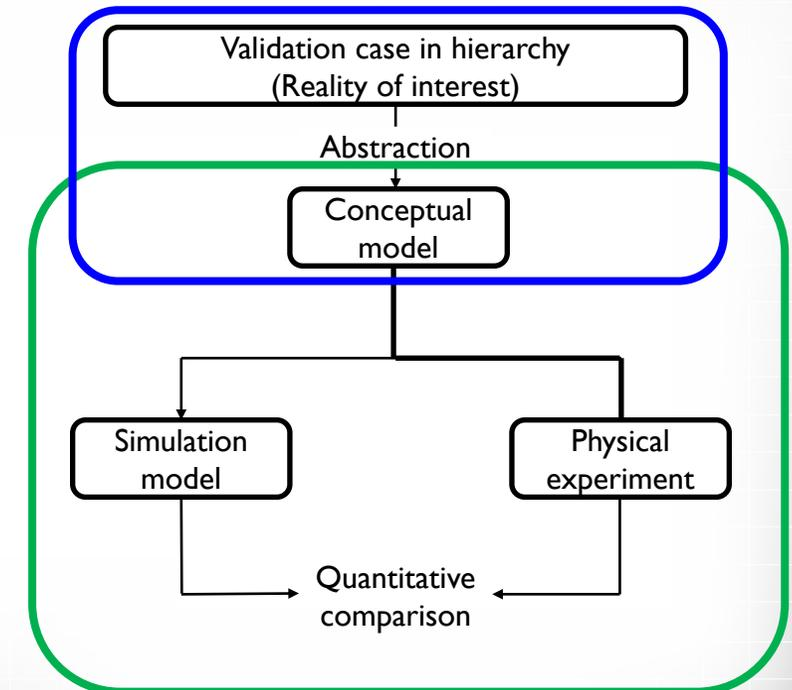 Validation case in hierarchy
(Reality of interest)
Abstraction
Conceptual
model
Simulation
model
Physical
experiment
Quantitative
comparison